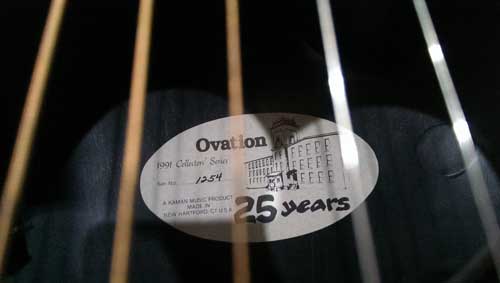 Ovation
1991 Collectors' Series
Ser. No. 1254
A KAMAN MUSIC PRODUCT
MADE IN
NEW HARTFORD, CT U.S.A.
25 years